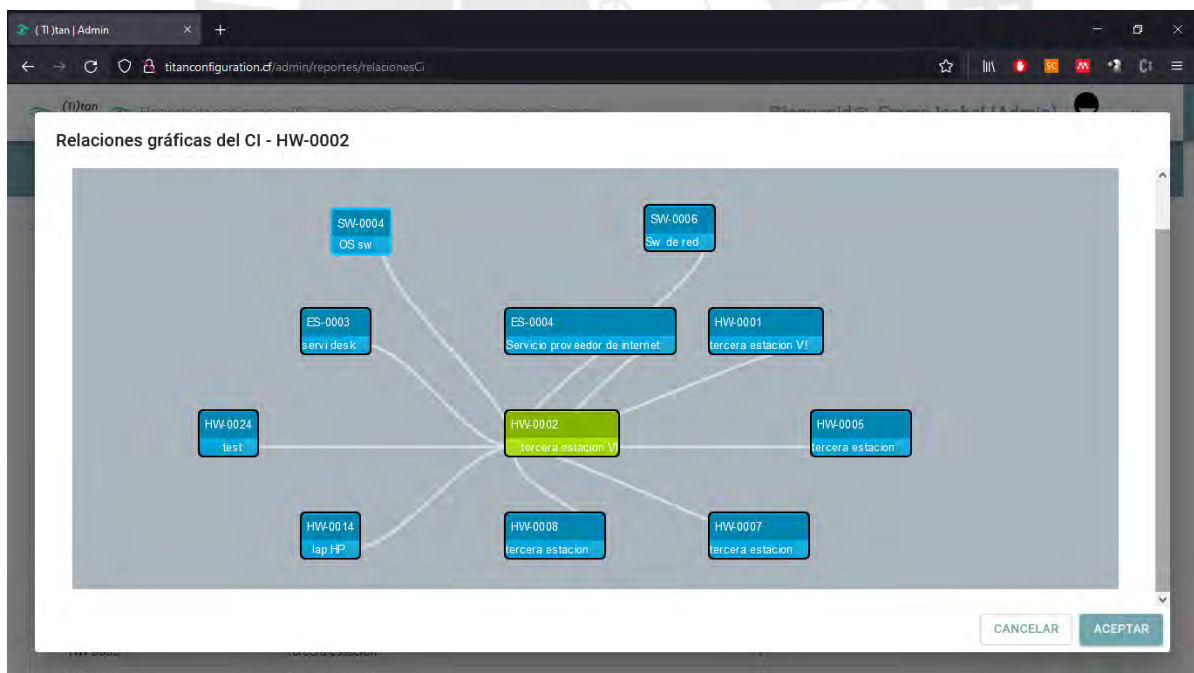 (TI)tan | Admin
titanconfiguration.cf/admin/reportes/relacionesCi
(TI)tan
Relaciones gráficas del CI - HW-0002
SW-0004
OS sw
SW-0006
Sw de red
ES-0003
servi desk
ES-0004
Servicio proveedor de internet
HW-0001
tercera estacion V!
HW-0024
test
HW-0002
tercera estacion V!
HW-0005
tercera estacion
HW-0014
lap HP
HW-0008
tercera estacion
HW-0007
tercera estacion
CANCELAR
ACEPTAR